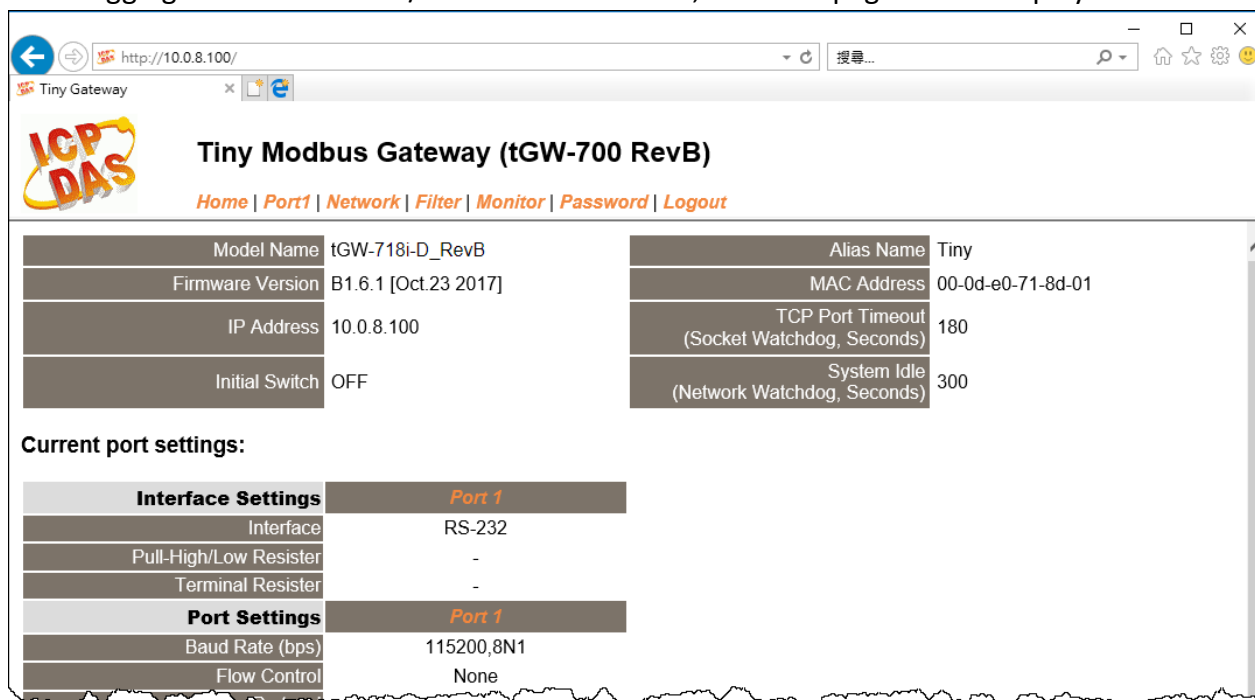 http://10.0.8.100/
搜尋...
Tiny Gateway
ICP
DAS
Tiny Modbus Gateway (tGW-700 RevB)
Home | Port1 | Network | Filter | Monitor | Password | Logout
Model Name tGW-718i-D_RevB Alias Name Tiny
Firmware Version B1.6.1 [Oct.23 2017] MAC Address 00-0d-e0-71-8d-01
IP Address 10.0.8.100 TCP Port Timeout
(Socket Watchdog, Seconds) 180
Initial Switch OFF System Idle
(Network Watchdog, Seconds) 300
Current port settings:
Interface Settings Port 1
Interface RS-232
Pull-High/Low Resister -
Terminal Resister -
Port Settings Port 1
Baud Rate (bps) 115200,8N1
Flow Control None